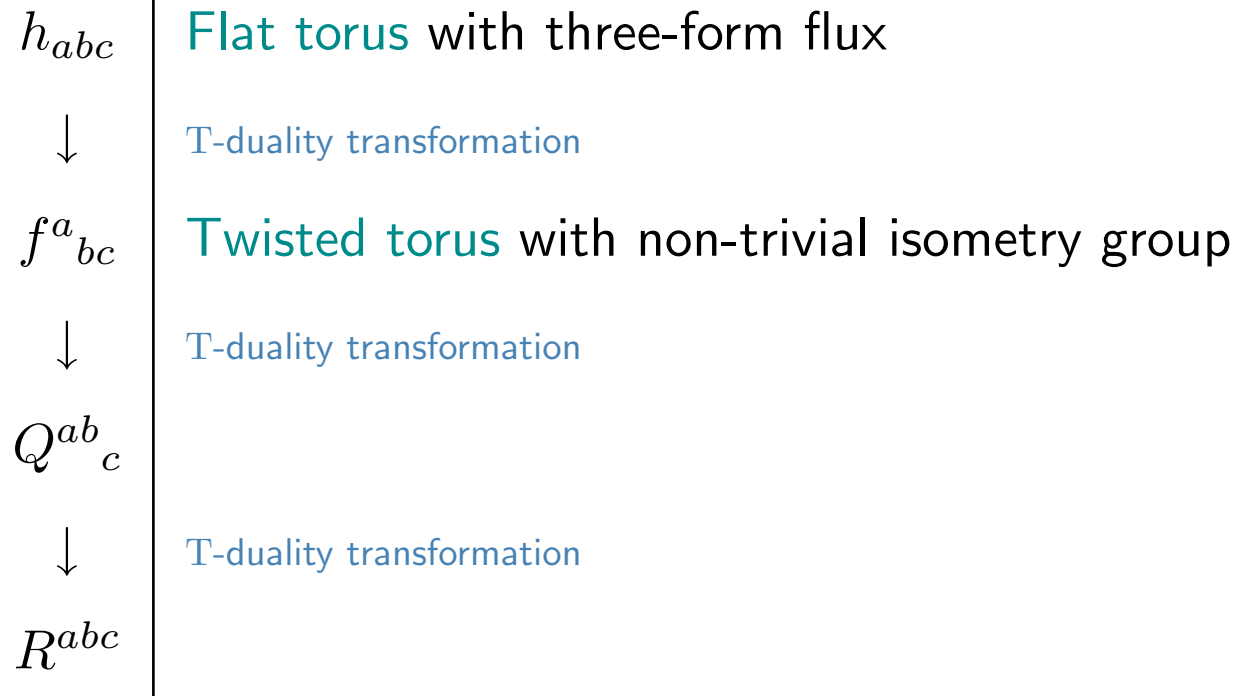 h_{abc} Flat torus with three-form flux
↓ T-duality transformation
f^a_{bc} Twisted torus with non-trivial isometry group
↓ T-duality transformation
Q^{ab}_c
↓ T-duality transformation
R^{abc}